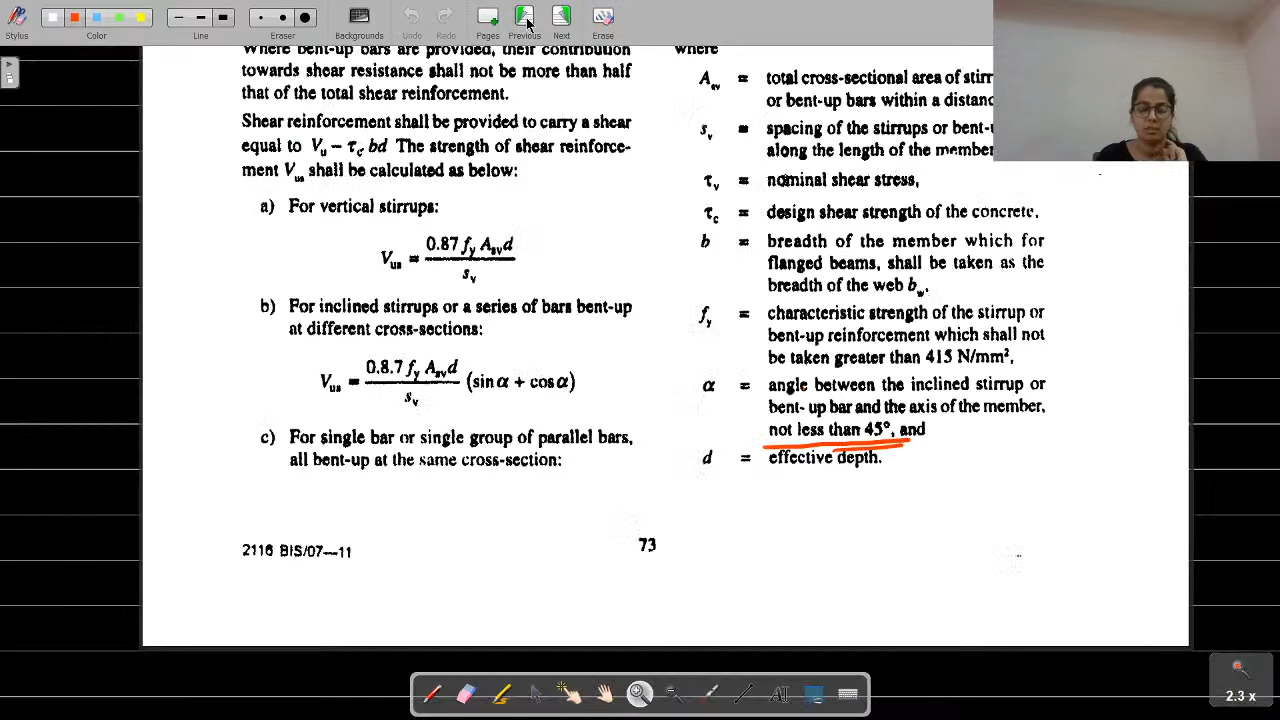 Stylus
Color
Line
Eraser
Backgrounds
Undo
Redo
Pages
Previous
Next
Erase
Where bent-up bars are provided, their contribution
towards shear resistance shall not be more than half
that of the total shear reinforcement.
Shear reinforcement shall be provided to carry a shear
equal to Vu − τc bd The strength of shear reinforce-
ment Vus shall be calculated as below:
a) For vertical stirrups:
Vus = 0.87 fy Asv d / sv
b) For inclined stirrups or a series of bars bent-up
at different cross-sections:
Vus = 0.8.7 fy Asv d / sv (sin α + cos α)
c) For single bar or single group of parallel bars,
all bent-up at the same cross-section:
2116 BIS/07—11
73
where
Asv = total cross-sectional area of stirr
or bent-up bars within a distanc
sv = spacing of the stirrups or bent-
along the length of the member
τv = nominal shear stress,
τc = design shear strength of the concrete,
b = breadth of the member which for
flanged beams, shall be taken as the
breadth of the web bw,
fy = characteristic strength of the stirrup or
bent-up reinforcement which shall not
be taken greater than 415 N/mm²,
α = angle between the inclined stirrup or
bent- up bar and the axis of the member,
not less than 45°, and
d = effective depth.
2.3 x